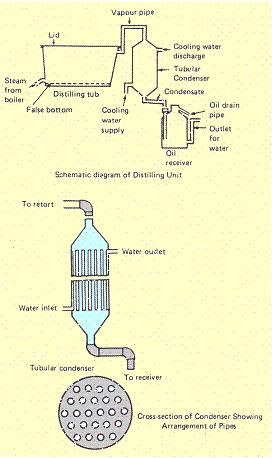 Vapour pipe
Lid
Cooling water
discharge
Tubular
Condenser
Steam
from
boiler
Condensate
Distilling tub
False bottom
Cooling
water
supply
Oil drain
pipe
Outlet
for
water
Oil
receiver
Schematic diagram of Distilling Unit
To retort
Water outlet
Water inlet
Tubular condenser
To receiver
Cross-section of Condenser Showing
Arrangement of Pipes